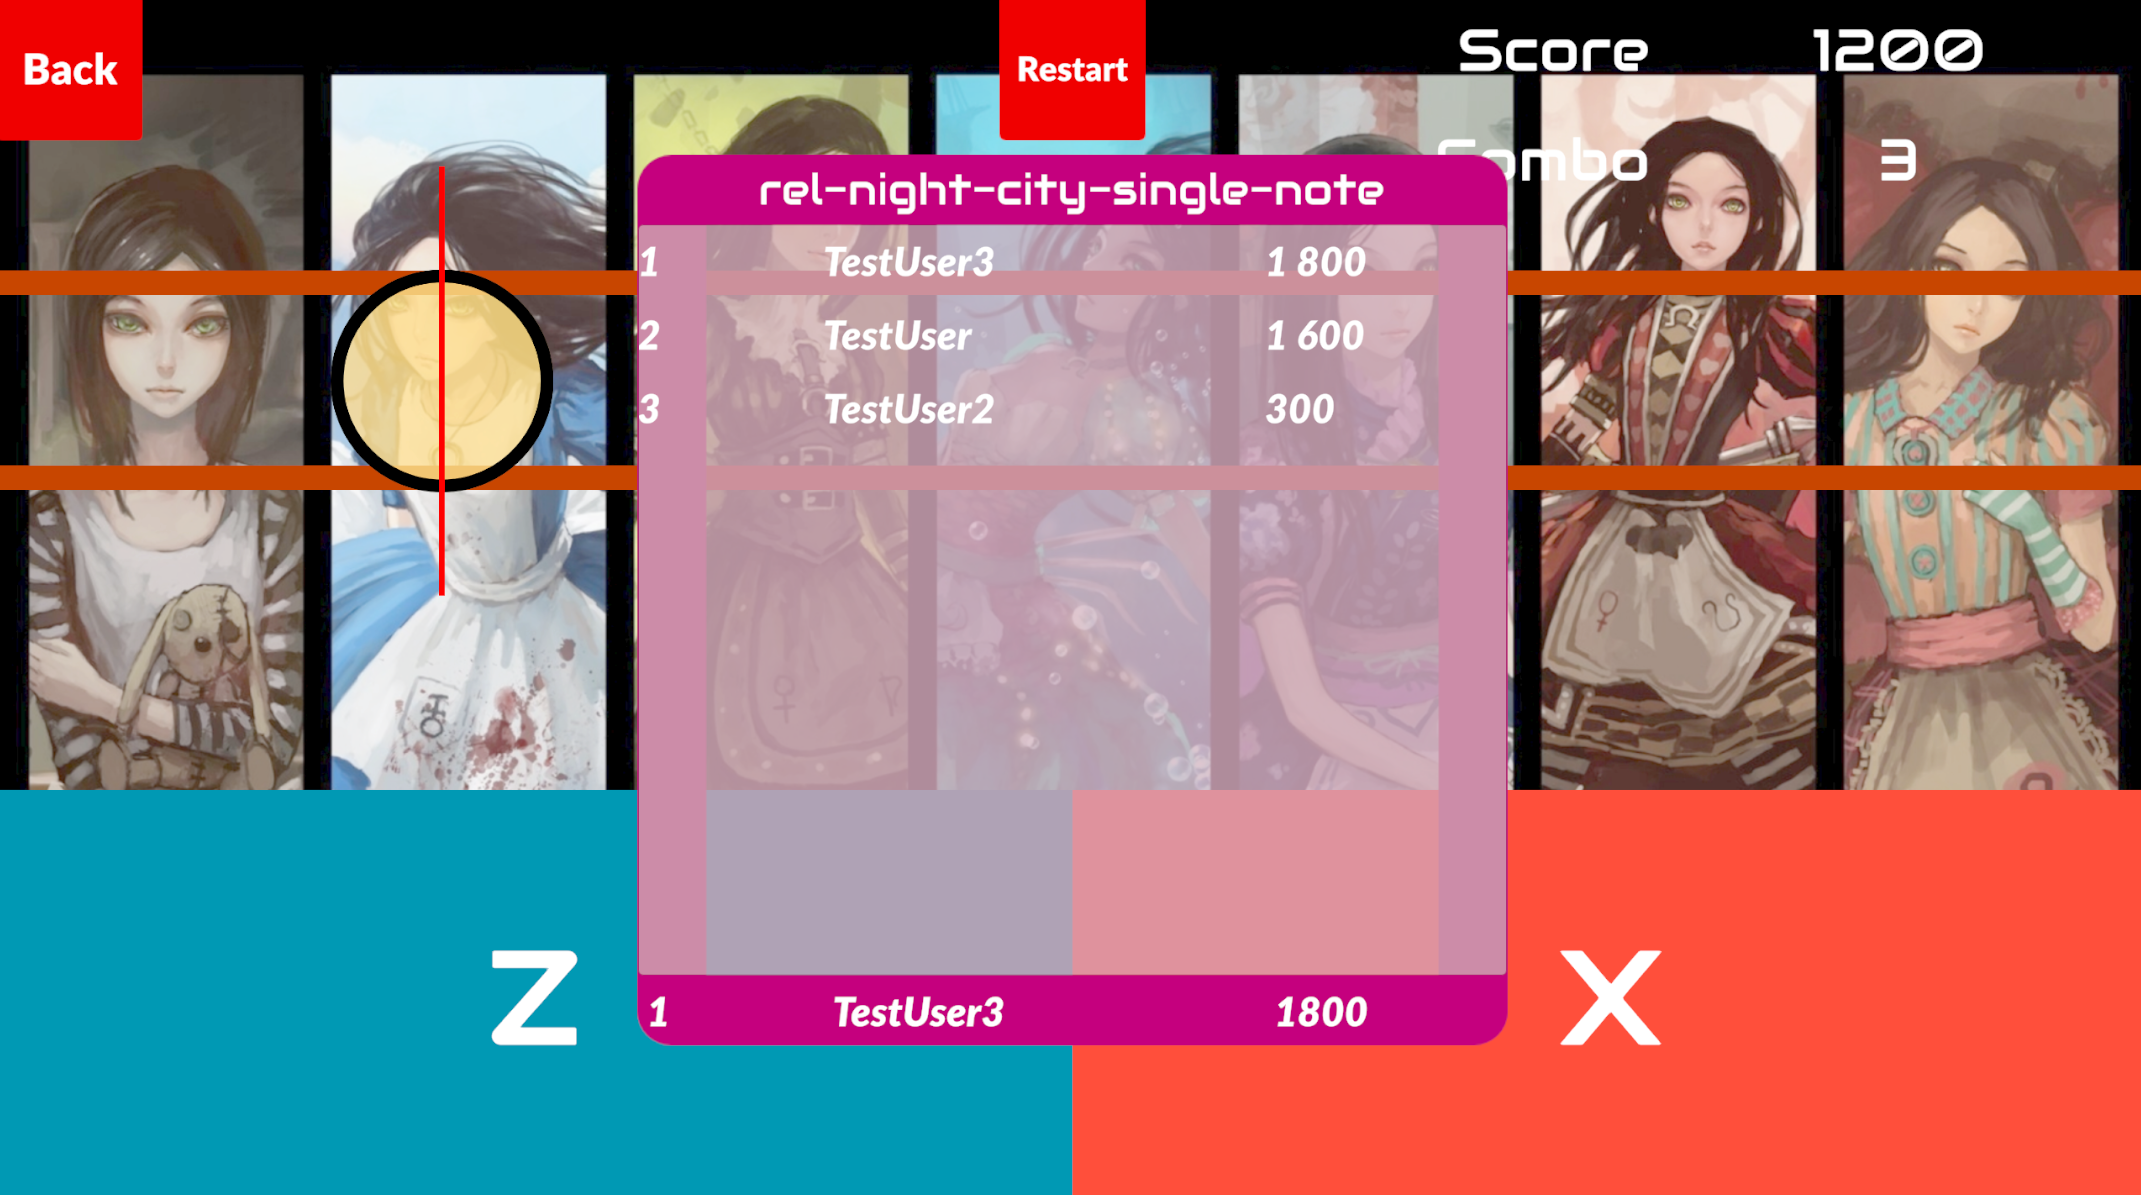 Back
Restart
Score 1200
Combo 3
rel-night-city-single-note
1 TestUser3 1 800
2 TestUser 1 600
3 TestUser2 300
1 TestUser3 1800
Z
X